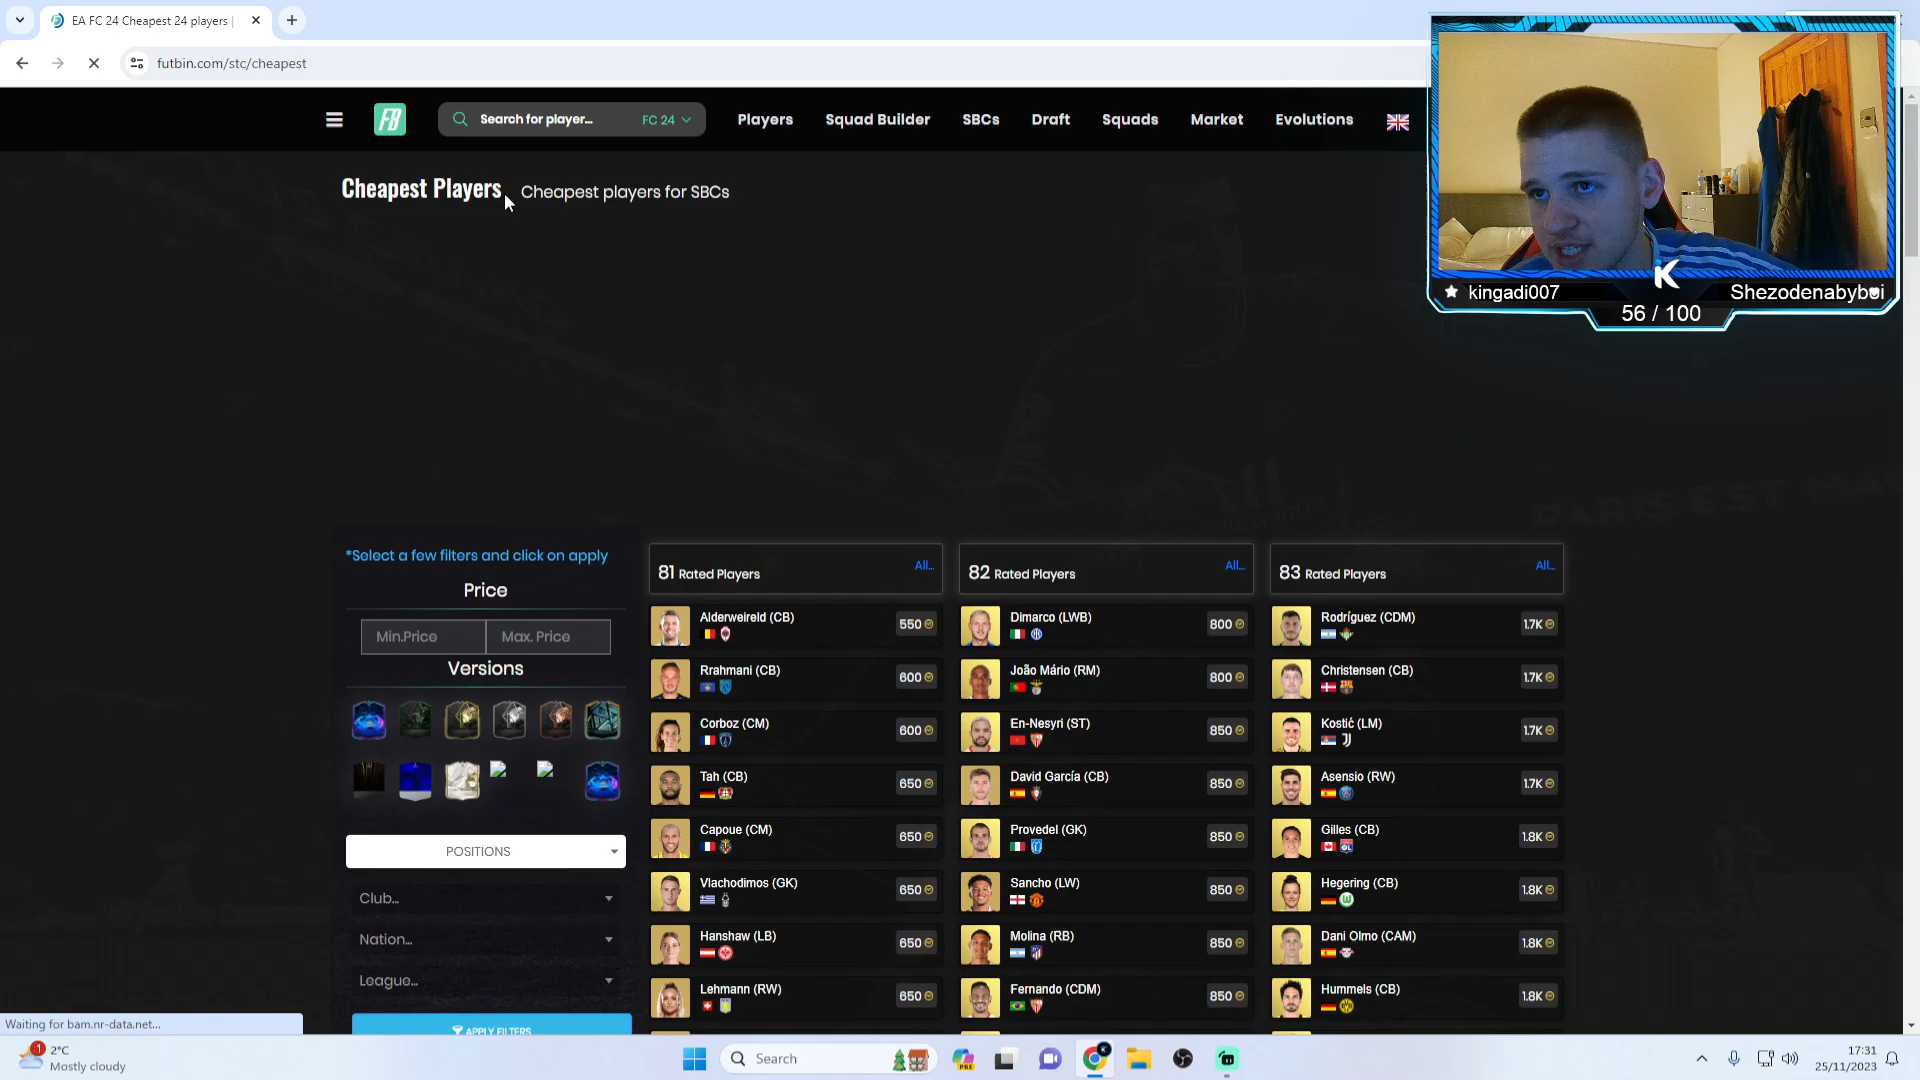 EA FC 24 Cheapest 24 players |
futbin.com/stc/cheapest
FB
Search for player...
FC 24
Players
Squad Builder
SBCs
Draft
Squads
Market
Evolutions
Cheapest Players
Cheapest players for SBCs
K
kingadi007
Shezodenabyboi
56 / 100
*Select a few filters and click on apply
Price
Min.Price
Max. Price
Versions
POSITIONS
Club...
Nation...
League...
APPLY FILTERS
81 Rated Players
All...
Alderweireld (CB)
550
Rrahmani (CB)
600
Corboz (CM)
600
Tah (CB)
650
Capoue (CM)
650
Vlachodimos (GK)
650
Hanshaw (LB)
650
Lehmann (RW)
650
82 Rated Players
All...
Dimarco (LWB)
800
João Mário (RM)
800
En-Nesyri (ST)
850
David García (CB)
850
Provedel (GK)
850
Sancho (LW)
850
Molina (RB)
850
Fernando (CDM)
850
83 Rated Players
All...
Rodríguez (CDM)
1.7K
Christensen (CB)
1.7K
Kostić (LM)
1.7K
Asensio (RW)
1.7K
Gilles (CB)
1.8K
Hegering (CB)
1.8K
Dani Olmo (CAM)
1.8K
Hummels (CB)
1.8K
Waiting for bam.nr-data.net...
1
2°C
Mostly cloudy
Search
PRE
K
17:31
25/11/2023